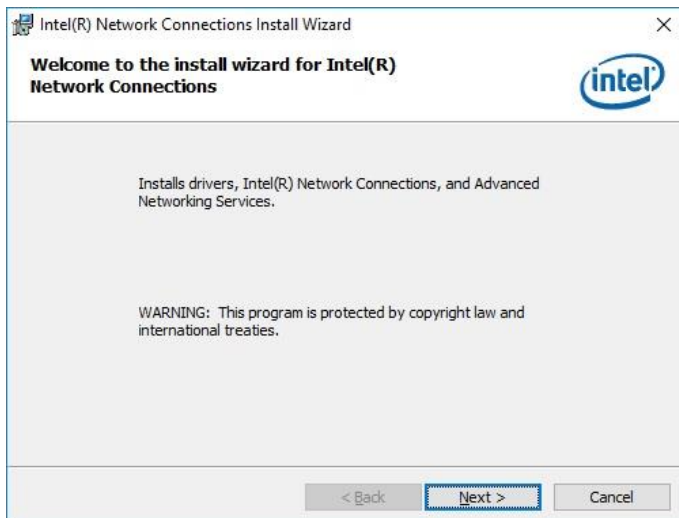 Intel(R) Network Connections Install Wizard
Welcome to the install wizard for Intel(R)
Network Connections
intel
Installs drivers, Intel(R) Network Connections, and Advanced
Networking Services.
WARNING: This program is protected by copyright law and
international treaties.
< Back
Next >
Cancel